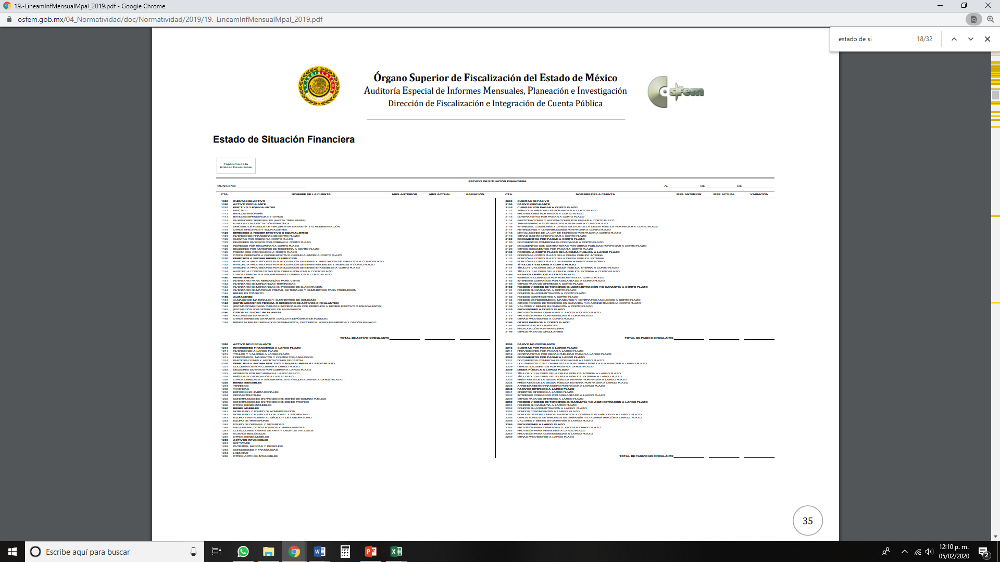 19.-LineamInfMensualMpal_2019.pdf - Google Chrome
osfem.gob.mx/04_Normatividad/doc/Normatividad/2019/19.-LineamInfMensualMpal_2019.pdf
estado de si 18/32
Órgano Superior de Fiscalización del Estado de México
Auditoría Especial de Informes Mensuales, Planeación e Investigación
Dirección de Fiscalización e Integración de Cuenta Pública
osfem
Estado de Situación Financiera
Topónimo de la
Entidad Fiscalizable
ESTADO DE SITUACIÓN FINANCIERA
MUNICIPIO: AL DE DE
CTA. NOMBRE DE LA CUENTA MES ANTERIOR MES ACTUAL VARIACIÓN
1000 CUENTAS DE ACTIVO
1100 ACTIVO CIRCULANTE
1110 EFECTIVO Y EQUIVALENTES
1111 EFECTIVO
1112 BANCOS/TESORERÍA
1113 BANCOS/DEPENDENCIAS Y OTROS
1114 INVERSIONES TEMPORALES (HASTA TRES MESES)
1115 FONDOS CON AFECTACIÓN ESPECÍFICA
1116 DEPÓSITO DE FONDOS DE TERCEROS EN GARANTÍA Y/O ADMINISTRACIÓN
1119 OTROS EFECTIVOS Y EQUIVALENTES
1120 DERECHOS A RECIBIR EFECTIVO O EQUIVALENTES
1121 INVERSIONES FINANCIERAS DE CORTO PLAZO
1122 CUENTAS POR COBRAR A CORTO PLAZO
1123 DEUDORES DIVERSOS POR COBRAR A CORTO PLAZO
1124 INGRESOS POR RECUPERAR A CORTO PLAZO
1125 DEUDORES POR ANTICIPOS DE TESORERÍA A CORTO PLAZO
1126 PRÉSTAMOS OTORGADOS A CORTO PLAZO
1129 OTROS DERECHOS A RECIBIR EFECTIVO O EQUIVALENTES A CORTO PLAZO
1130 DERECHOS A RECIBIR BIENES O SERVICIOS
1131 ANTICIPO A PROVEEDORES POR ADQUISICIÓN DE BIENES Y PRESTACIÓN DE SERVICIOS A CORTO PLAZO
1132 ANTICIPO A PROVEEDORES POR ADQUISICIÓN DE BIENES INMUEBLES Y MUEBLES A CORTO PLAZO
1133 ANTICIPO A PROVEEDORES POR ADQUISICIÓN DE BIENES INTANGIBLES A CORTO PLAZO
1134 ANTICIPO A CONTRATISTAS POR OBRAS PÚBLICAS A CORTO PLAZO
1139 OTROS DERECHOS A RECIBIR BIENES O SERVICIOS A CORTO PLAZO
1140 INVENTARIOS
1141 INVENTARIO PARA MERCANCÍAS PARA VENTA
1142 INVENTARIO DE MERCANCÍAS TERMINADAS
1143 INVENTARIO DE MERCANCÍAS EN PROCESO DE ELABORACIÓN
1144 INVENTARIO DE MATERIAS PRIMAS, MATERIALES Y SUMINISTROS PARA PRODUCCIÓN
1145 BIENES EN TRÁNSITO
1150 ALMACENES
1151 ALMACÉN DE MATERIALES Y SUMINISTROS DE CONSUMO
1160 (ESTIMACIÓN POR PÉRDIDA O DETERIORO DE ACTIVOS CIRCULANTES)
1161 (ESTIMACIONES PARA CUENTAS INCOBRABLES POR DERECHOS A RECIBIR EFECTIVO O EQUIVALENTES)
1162 (ESTIMACIÓN POR DETERIORO DE INVENTARIOS
1190 OTROS ACTIVOS CIRCULANTES
1191 VALORES EN GARANTÍA
1192 OTROS BIENES EN GARANTÍA (EXCLUYE DEPÓSITOS DE FONDOS)
1193 BIENES MUEBLES DERIVADOS DE EMBARGOS, DECOMISOS, ASEGURAMIENTOS Y DACIÓN EN PAGO
TOTAL DE ACTIVO CIRCULANTE
1200 ACTIVO NO CIRCULANTE
1210 INVERSIONES FINANCIERAS A LARGO PLAZO
1211 INVERSIONES A LARGO PLAZO
1212 TÍTULOS Y VALORES A LARGO PLAZO
1213 FIDEICOMISOS, MANDATOS Y CONTRATOS ANÁLOGOS
1214 PARTICIPACIONES Y APORTACIONES DE CAPITAL
1220 DERECHOS A RECIBIR EFECTIVO O EQUIVALENTES A LARGO PLAZO
1221 DOCUMENTOS POR COBRAR A LARGO PLAZO
1222 DEUDORES DIVERSOS POR COBRAR A LARGO PLAZO
1223 INGRESOS POR RECUPERAR A LARGO PLAZO
1224 PRÉTAMOS OTORGADOS A LARGO PLAZO
1229 OTROS DERECHOS A RECIBIR EFECTIVO O EQUIVALENTES A LARGO PLAZO
1230 BIENES INMUEBLES
1231 TERRENOS
1232 VIVIENDAS
1233 EDIFICIOS NO HABITACIONALES
1234 INFRAESTRUCTURA
1235 CONSTRUCCIONES EN PROCESO EN BIENES DE DOMINIO PÚBLICO
1236 CONSTRUCCIONES EN PROCESO EN BIENES PROPIOS
1239 OTROS BIENES INMUEBLES
1240 BIENES MUEBLES
1241 MOBILIARIO Y EQUIPO DE ADMINISTRACIÓN
1242 MOBILIARIO Y EQUIPO EDUCACIONAL Y RECREATIVO
1243 EQUIPO E INSTRUMENTAL MÉDICO Y DE LABORATORIO
1244 EQUIPO DE TRANSPORTE
1245 EQUIPO DE DEFENSA Y SEGURIDAD
1246 MAQUINARIA, OTROS EQUIPOS Y HERRAMIENTAS
1247 COLECCIONES, OBRAS DE ARTE Y OBJETOS VALIOSOS
1248 ACTIVOS BIOLÓGICOS
1249 OTROS BIENES MUEBLES
1250 ACTIVOS INTANGIBLES
1251 SOFTWARE
1252 PATENTES, MARCAS Y DERECHOS
1253 CONCESIONES Y FRANQUICIAS
1254 LICENCIAS
1259 OTROS ACTIVOS INTANGIBLES
CTA. NOMBRE DE LA CUENTA MES ANTERIOR MES ACTUAL VARIACIÓN
2000 CUENTAS DE PASIVO
2100 PASIVO CIRCULANTE
2110 CUENTAS POR PAGAR A CORTO PLAZO
2111 SERVICIOS PERSONALES POR PAGAR A CORTO PLAZO
2112 PROVEEDORES POR PAGAR A CORTO PLAZO
2113 CONTRATISTAS POR PAGAR A CORTO PLAZO
2114 PARTICIPACIONES Y APORTACIONES POR PAGAR A CORTO PLAZO
2115 TRANSFERENCIAS OTORGADAS POR PAGAR A CORTO PLAZO
2116 INTERESES, COMISIONES Y OTROS GASTOS DE LA DEUDA PÚBLICA POR PAGAR A CORTO PLAZO
2117 RETENCIONES Y CONTRIBUCIONES POR PAGAR A CORTO PLAZO
2118 DEVOLUCIONES DE LA LEY DE INGRESOS POR PAGAR A CORTO PLAZO
2119 OTRAS CUENTAS POR PAGAR A CORTO PLAZO
2120 DOCUMENTOS POR PAGAR A CORTO PLAZO
2120 DOCUMENTOS COMERCIALES POR PAGAR A CORTO PLAZO
2122 DOCUMENTOS CON CONTRATISTAS POR OBRAS PÚBLICAS POR PAGAR A CORTO PLAZO
2129 OTROS DOCUMENTOS POR PAGAR A CORTO PLAZO
2130 PORCIÓN A CORTO PLAZO DE LA DEUDA PÚBLICA A LARGO PLAZO
2131 PORCIÓN A CORTO PLAZO DE LA DEUDA PÚBLICA INTERNA
2132 PORCIÓN A CORTO PLAZO DE LA DEUDA PÚBLICA EXTERNA
2133 PORCIÓN A CORTO PLAZO DE ARRENDAMIENTO FINANCIERO
2140 TÍTULOS Y VALORES A CORTO PLAZO
2141 TÍTULO Y VALORES DE LA DEUDA PÚBLICA INTERNA A CORTO PLAZO
2142 TÍTULO Y VALORES DE LA DEUDA PÚBLICA EXTERNA A CORTO PLAZO
2150 PASIVOS DIFERIDOS A CORTO PLAZO
2151 INGRESOS COBRADOS POR ADELANTADO A CORTO PLAZO
2152 INTERESES COBRADOS POR ADELANTADO A CORTO PLAZO
2159 OTROS PASIVOS DIFERIDOS A CORTO PLAZO
2160 FONDOS Y BIENES DE TERCEROS EN ADMINISTRACIÓN Y/O GARANTÍA A CORTO PLAZO
2161 FONDOS EN GARANTÍA A CORTO PLAZO
2162 FONDOS EN ADMINISTRACIÓN A CORTO PLAZO
2163 FONDOS CONTINGENTES A CORTO PLAZO
2164 FONDOS DE FIDEICOMISOS, MANDATOS Y CONTRATOS ANÁLOGOS A CORTO PLAZO
2165 OTROS FONDOS DE TERCEROS EN GARANTÍA Y/O ADMINISTRACIÓN A CORTO PLAZO
2166 VALORES Y BIENES EN GARANTÍA A CORTO PLAZO
2170 PROVISIONES A CORTO PLAZO
2171 PROVISIÓN PARA DEMANDAS Y JUICIOS A CORTO PLAZO
2172 PROVISIÓN PARA CONTINGENCIAS A CORTO PLAZO
2179 OTRAS PROVISIONES A CORTO PLAZO
2190 OTROS PASIVOS A CORTO PLAZO
2191 INGRESOS POR CLASIFICAR
2192 RECAUDACIÓN POR PARTICIPAR
2199 OTROS PASIVOS CIRCULANTES
TOTAL DE PASIVO CIRCULANTE
2200 PASIVO NO CIRCULANTE
2210 CUENTAS POR PAGAR A LARGO PLAZO
2211 PROVEEDORES POR PAGAR A LARGO PLAZO
2212 CONTRATISTAS POR OBRAS PÚBLICAS PAGAR A LARGO PLAZO
2220 DOCUMENTOS POR PAGAR A LARGO PLAZO
2221 DOCUMENTOS COMERCIALES POR PAGAR A LARGO PLAZO
2222 DOCUMENTOS CON CONTRATISTAS POR OBRAS PÚBLICAS POR PAGAR A LARGO PLAZO
2229 OTROS DOCUMENTOS POR PAGAR A LARGO PLAZO
2230 DEUDA PÚBLICA A LARGO PLAZO
2231 TÍTULOS Y VALORES DE LA DEUDA PÚBLICA INTERNA A LARGO PLAZO
2232 TÍTULOS Y VALORES DE LA DEUDA PÚBLICA EXTERNA A LARGO PLAZO
2233 PRÉSTAMOS DE LA DEUDA PÚBLICA INTERNA POR PAGAR A LARGO PLAZO
2234 PRÉSTAMOS DE LA DEUDA PÚBLICA EXTERNA POR PAGAR A LARGO PLAZO
2235 ARRENDAMIENTO FINANCIERO POR PAGAR A LARGO PLAZO
2240 PASIVOS DIFERIDOS A LARGO PLAZO
2241 CRÉDITOS DIFERIDOS A LARGO PLAZO
2242 INTERESES COBRADOS POR ADELANTADO A LARGO PLAZO
2249 OTROS PASIVOS DIFERIDOS A LARGO PLAZO
2250 FONDOS Y BIENES DE TERCEROS EN GARANTÍA Y/O ADMINISTRACIÓN A LARGO PLAZO
2251 FONDOS EN GARANTÍA A LARGO PLAZO
2252 FONDOS EN ADMINISTRACIÓN A LARGO PLAZO
2253 FONDOS CONTINGENTES A LARGO PLAZO
2254 FONDOS DE FIDEICOMISOS, MANDATOS Y CONTRATOS ANÁLOGOS A LARGO PLAZO
2255 OTROS FONDOS DE TERCEROS EN GARANTÍA Y/O ADMINISTRACIÓN A LARGO PLAZO
2256 VALORES Y BIENES EN GARANTÍA A LARGO PLAZO
2260 PROVISIONES A LARGO PLAZO
2261 PROVISIÓN PARA DEMANDAS Y JUICIOS A LARGO PLAZO
2262 PROVISIÓN PARA PENSIONES A LARGO PLAZO
2263 PROVISIÓN PARA CONTINGENCIAS A LARGO PLAZO
2269 OTRAS PROVISIONES A LARGO PLAZO
TOTAL DE PASIVO NO CIRCULANTE
35
Escribe aquí para buscar
12:10 p. m.
05/02/2020
2